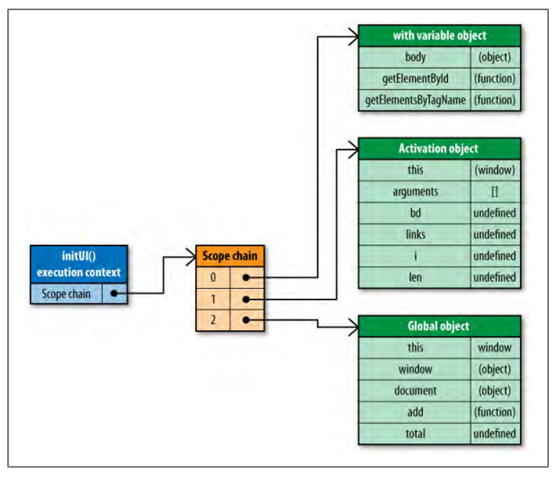 with variable object
body (object)
getElementById (function)
getElementsByTagName (function)
Activation object
this (window)
arguments []
bd undefined
links undefined
i undefined
len undefined
initUI()
execution context
Scope chain
Scope chain
0
1
2
Global object
this window
window (object)
document (object)
add (function)
total undefined